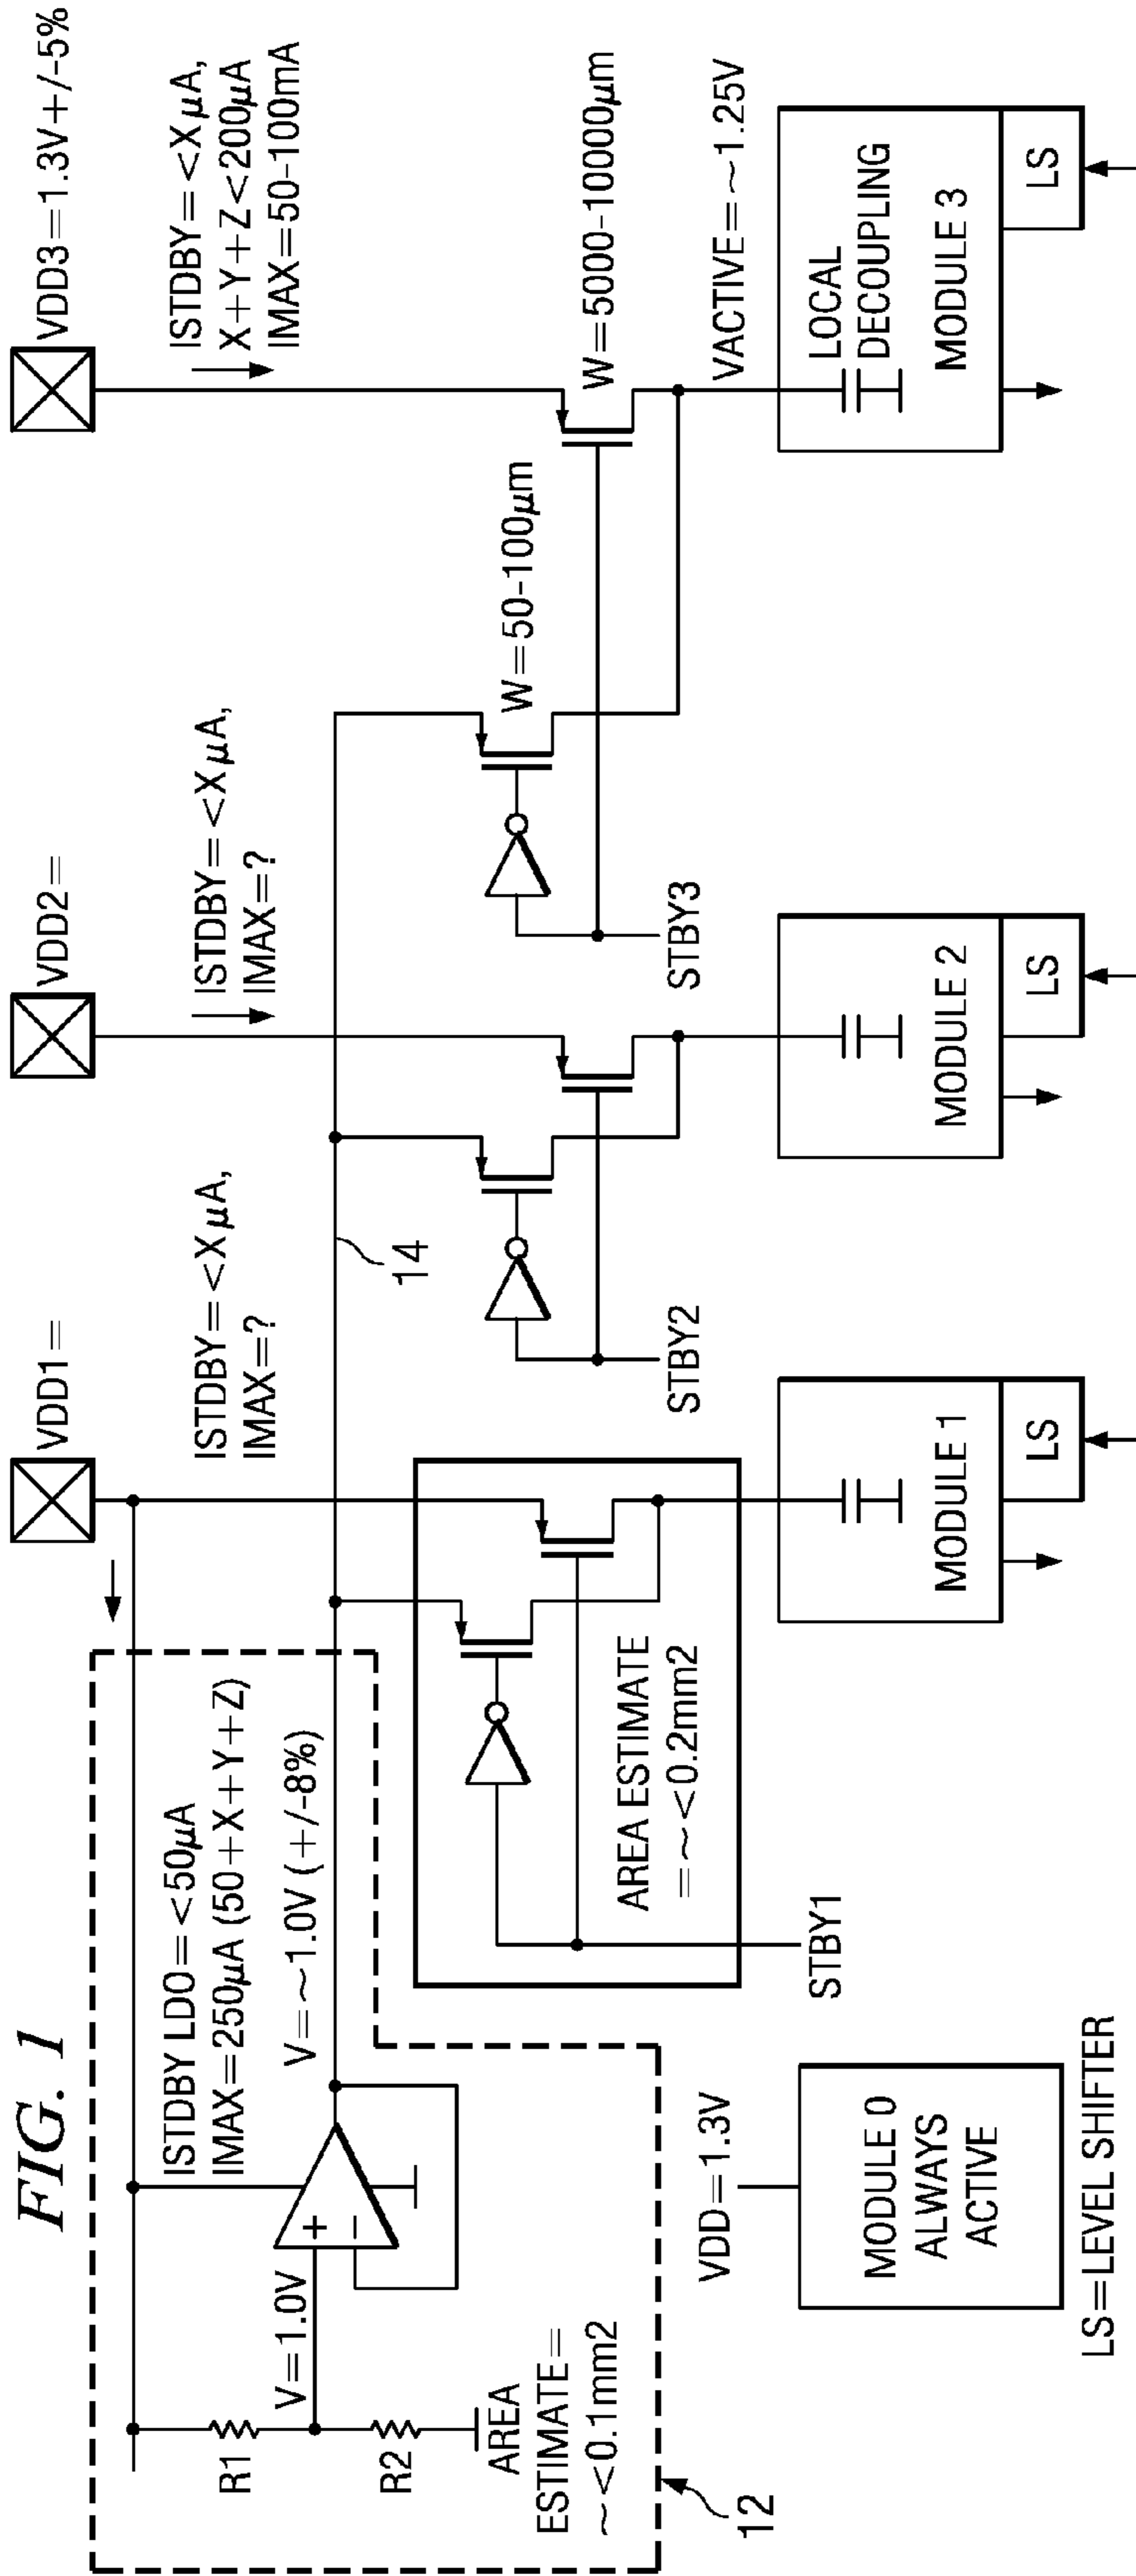 FIG. 1
ISTDBY LDO=<50μA
IMAX=250μA (50+X+Y+Z)
V=~1.0V (+/-8%)
V=1.0V
R1
R2
AREA
ESTIMATE=
~<0.1mm2
12
VDD1=
ISTDBY=<XμA,
IMAX=?
14
AREA ESTIMATE
=~<0.2mm2
STBY1
MODULE 1
LS
VDD2=
ISTDBY=<XμA,
IMAX=?
STBY2
MODULE 2
LS
VDD3=1.3V+/-5%
ISTDBY=<XμA,
X+Y+Z<200μA
IMAX=50-100mA
W=50-100μm
W=5000-10000μm
STBY3
VACTIVE=~1.25V
LOCAL
DECOUPLING
MODULE 3
LS
VDD=1.3V
MODULE 0
ALWAYS
ACTIVE
LS=LEVEL SHIFTER
+
−